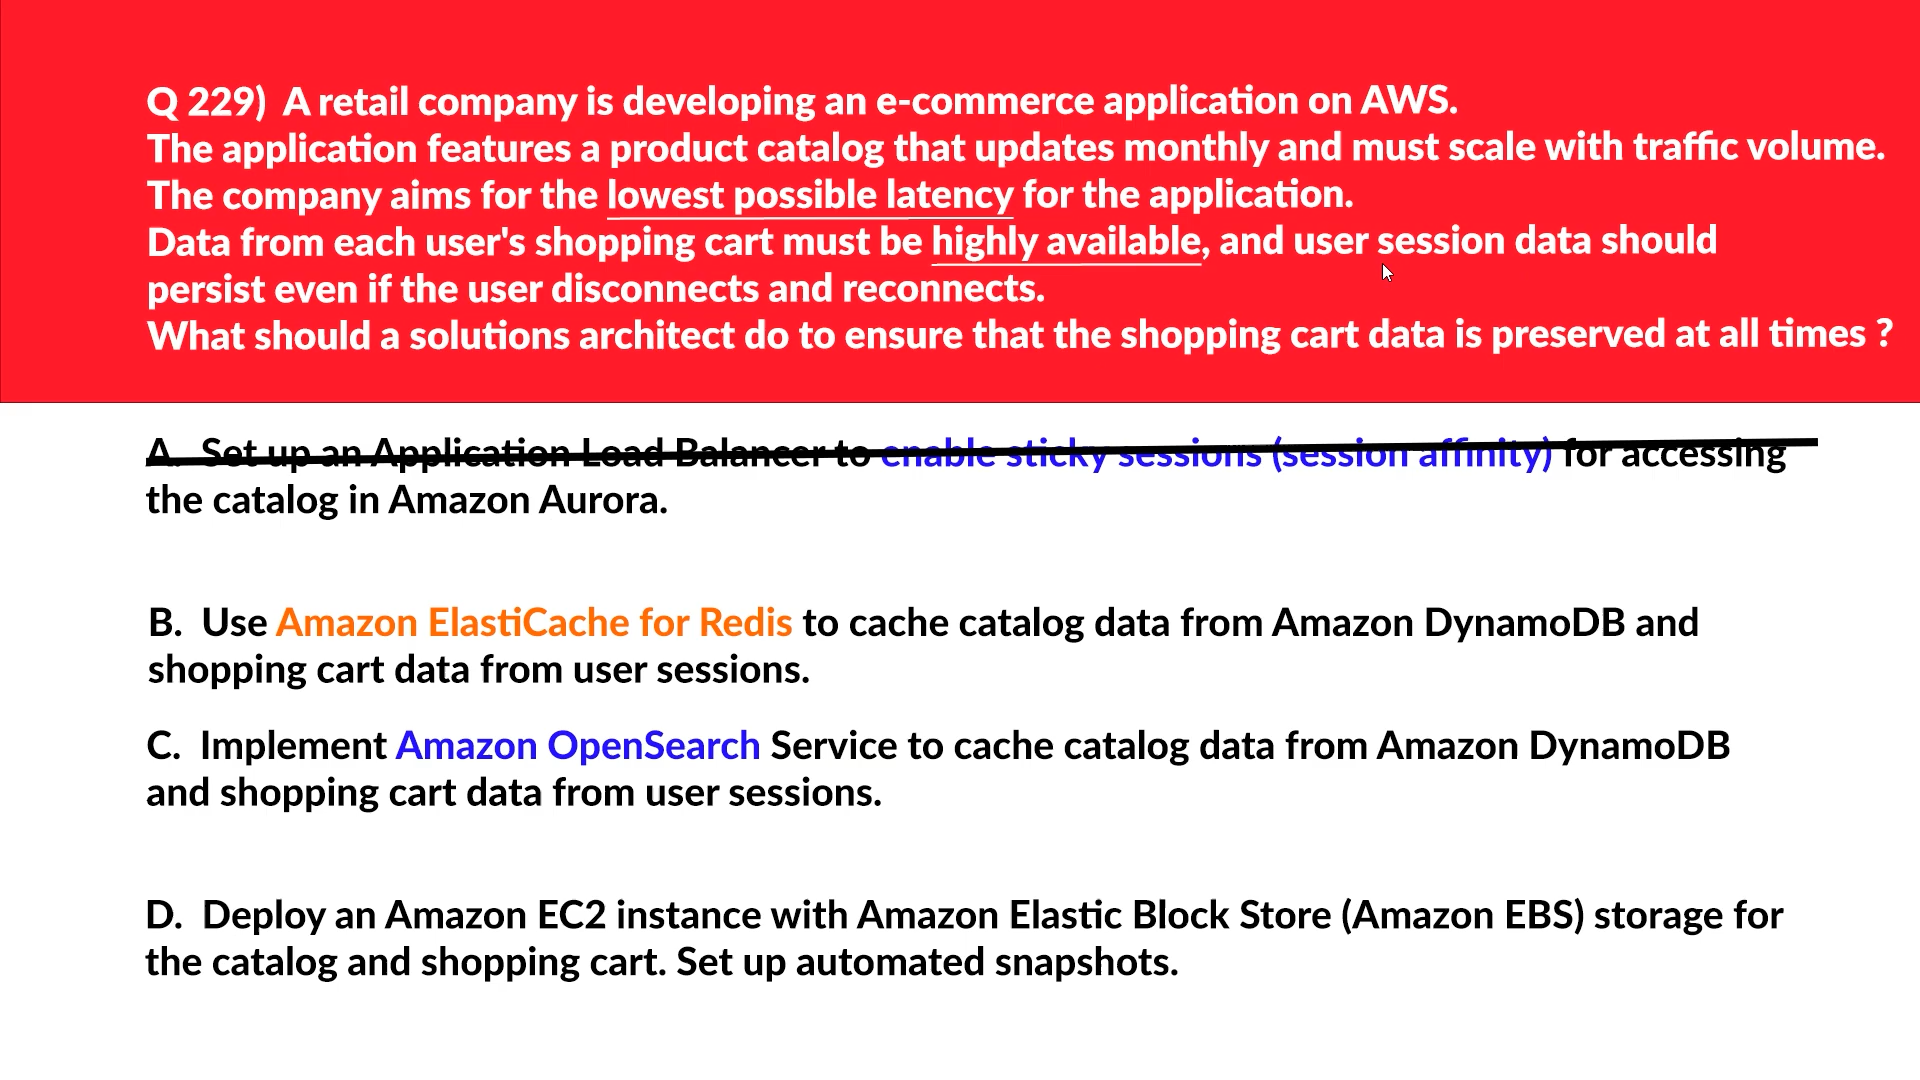 Q 229) A retail company is developing an e-commerce application on AWS.
The application features a product catalog that updates monthly and must scale with traffic volume.
The company aims for the lowest possible latency for the application.
Data from each user's shopping cart must be highly available, and user session data should
persist even if the user disconnects and reconnects.
What should a solutions architect do to ensure that the shopping cart data is preserved at all times ?
A. Set up an Application Load Balancer to enable sticky sessions (session affinity) for accessing
the catalog in Amazon Aurora.
B. Use Amazon ElastiCache for Redis to cache catalog data from Amazon DynamoDB and
shopping cart data from user sessions.
C. Implement Amazon OpenSearch Service to cache catalog data from Amazon DynamoDB
and shopping cart data from user sessions.
D. Deploy an Amazon EC2 instance with Amazon Elastic Block Store (Amazon EBS) storage for
the catalog and shopping cart. Set up automated snapshots.